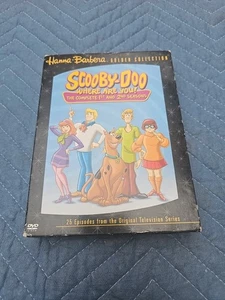 Hanna-Barbera GOLDEN COLLECTION
SCOOBY-DOO
WHERE ARE YOU!
THE COMPLETE 1ST AND 2ND SEASONS
DVD
25 Episodes from the Original Television Series